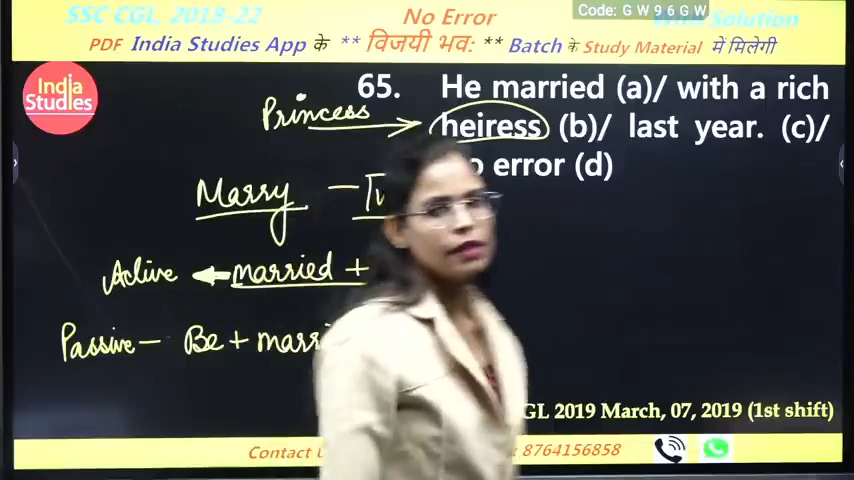 Code: G W 9 6 G W
SSC CGL, 2018-22 No Error With Solution
PDF India Studies App के ** विजयी भव: ** Batch के Study Material में मिलेगी
India Studies
65. He married (a)/ with a rich
Princess heiress (b)/ last year. (c)/
error (d)
Marry –
Active ← married +
Passive – Be +
GL 2019 March, 07, 2019 (1st shift)
Contact 8764156858